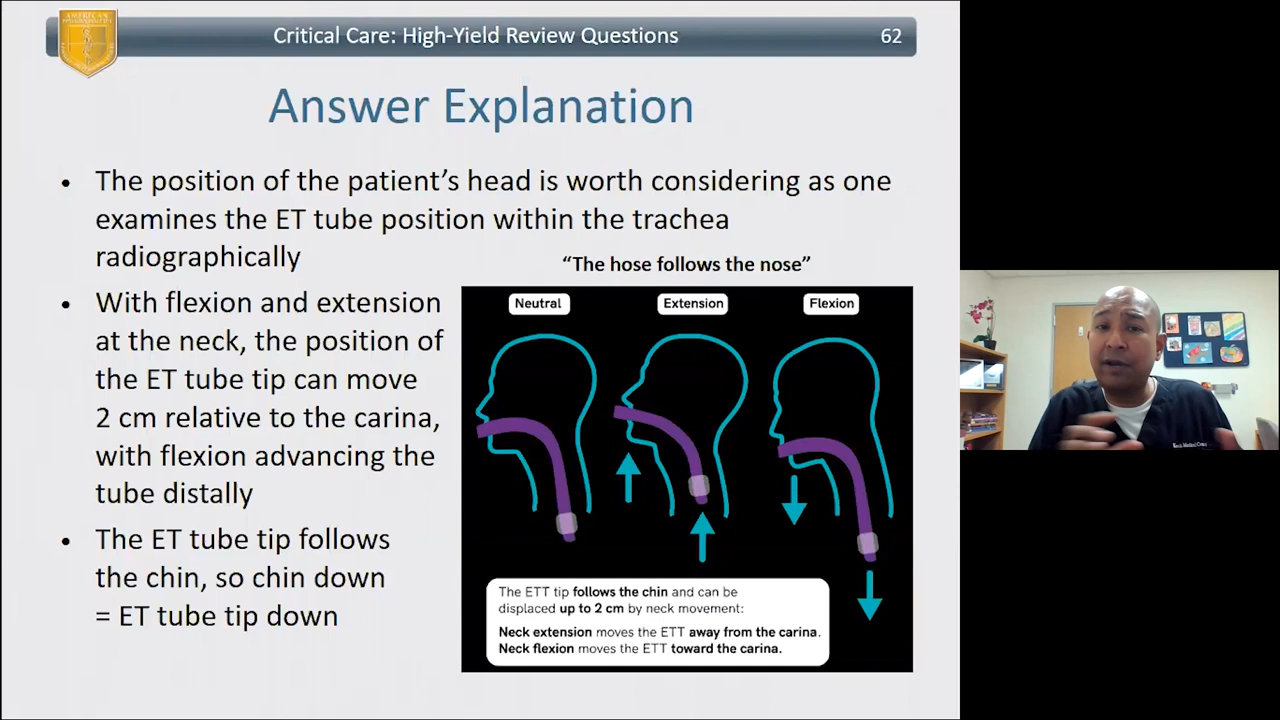 Critical Care: High-Yield Review Questions 62
Answer Explanation
• The position of the patient’s head is worth considering as one
examines the ET tube position within the trachea
radiographically
• With flexion and extension
at the neck, the position of
the ET tube tip can move
2 cm relative to the carina,
with flexion advancing the
tube distally
• The ET tube tip follows
the chin, so chin down
= ET tube tip down
“The hose follows the nose”
Neutral
Extension
Flexion
The ETT tip follows the chin and can be
displaced up to 2 cm by neck movement:
Neck extension moves the ETT away from the carina.
Neck flexion moves the ETT toward the carina.
AMERICAN